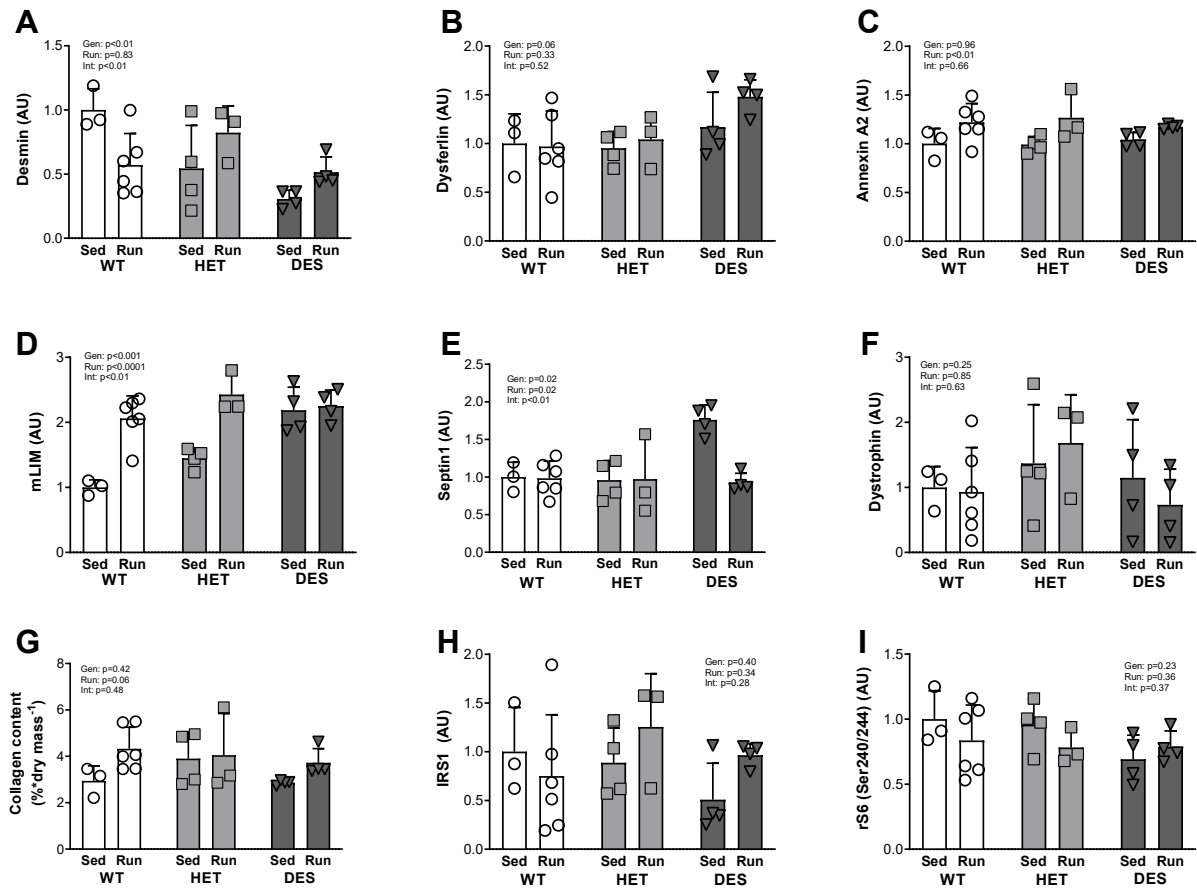 A
Gen: p<0.01
Run: p=0.83
Int: p<0.01
Desmin (AU)
1.5
1.0
0.5
0.0
Sed Run Sed Run Sed Run
WT HET DES
B
Gen: p=0.06
Run: p=0.33
Int: p=0.52
Dysferlin (AU)
2.0
1.5
1.0
0.5
0.0
Sed Run Sed Run Sed Run
WT HET DES
C
Gen: p=0.96
Run: p<0.01
Int: p=0.66
Annexin A2 (AU)
2.0
1.5
1.0
0.5
0.0
Sed Run Sed Run Sed Run
WT HET DES
D
Gen: p<0.001
Run: p<0.0001
Int: p<0.01
mLIM (AU)
3
2
1
0
Sed Run Sed Run Sed Run
WT HET DES
E
Gen: p=0.02
Run: p=0.02
Int: p<0.01
Septin1 (AU)
2.5
2.0
1.5
1.0
0.5
0.0
Sed Run Sed Run Sed Run
WT HET DES
F
Gen: p=0.25
Run: p=0.85
Int: p=0.63
Dystrophin (AU)
3
2
1
0
Sed Run Sed Run Sed Run
WT HET DES
G
Gen: p=0.42
Run: p=0.06
Int: p=0.48
Collagen content
(%*dry mass⁻¹)
8
6
4
2
0
Sed Run Sed Run Sed Run
WT HET DES
H
Gen: p=0.40
Run: p=0.34
Int: p=0.28
IRS1 (AU)
2.0
1.5
1.0
0.5
0.0
Sed Run Sed Run Sed Run
WT HET DES
I
Gen: p=0.23
Run: p=0.36
Int: p=0.37
rS6 (Ser240/244) (AU)
1.5
1.0
0.5
0.0
Sed Run Sed Run Sed Run
WT HET DES